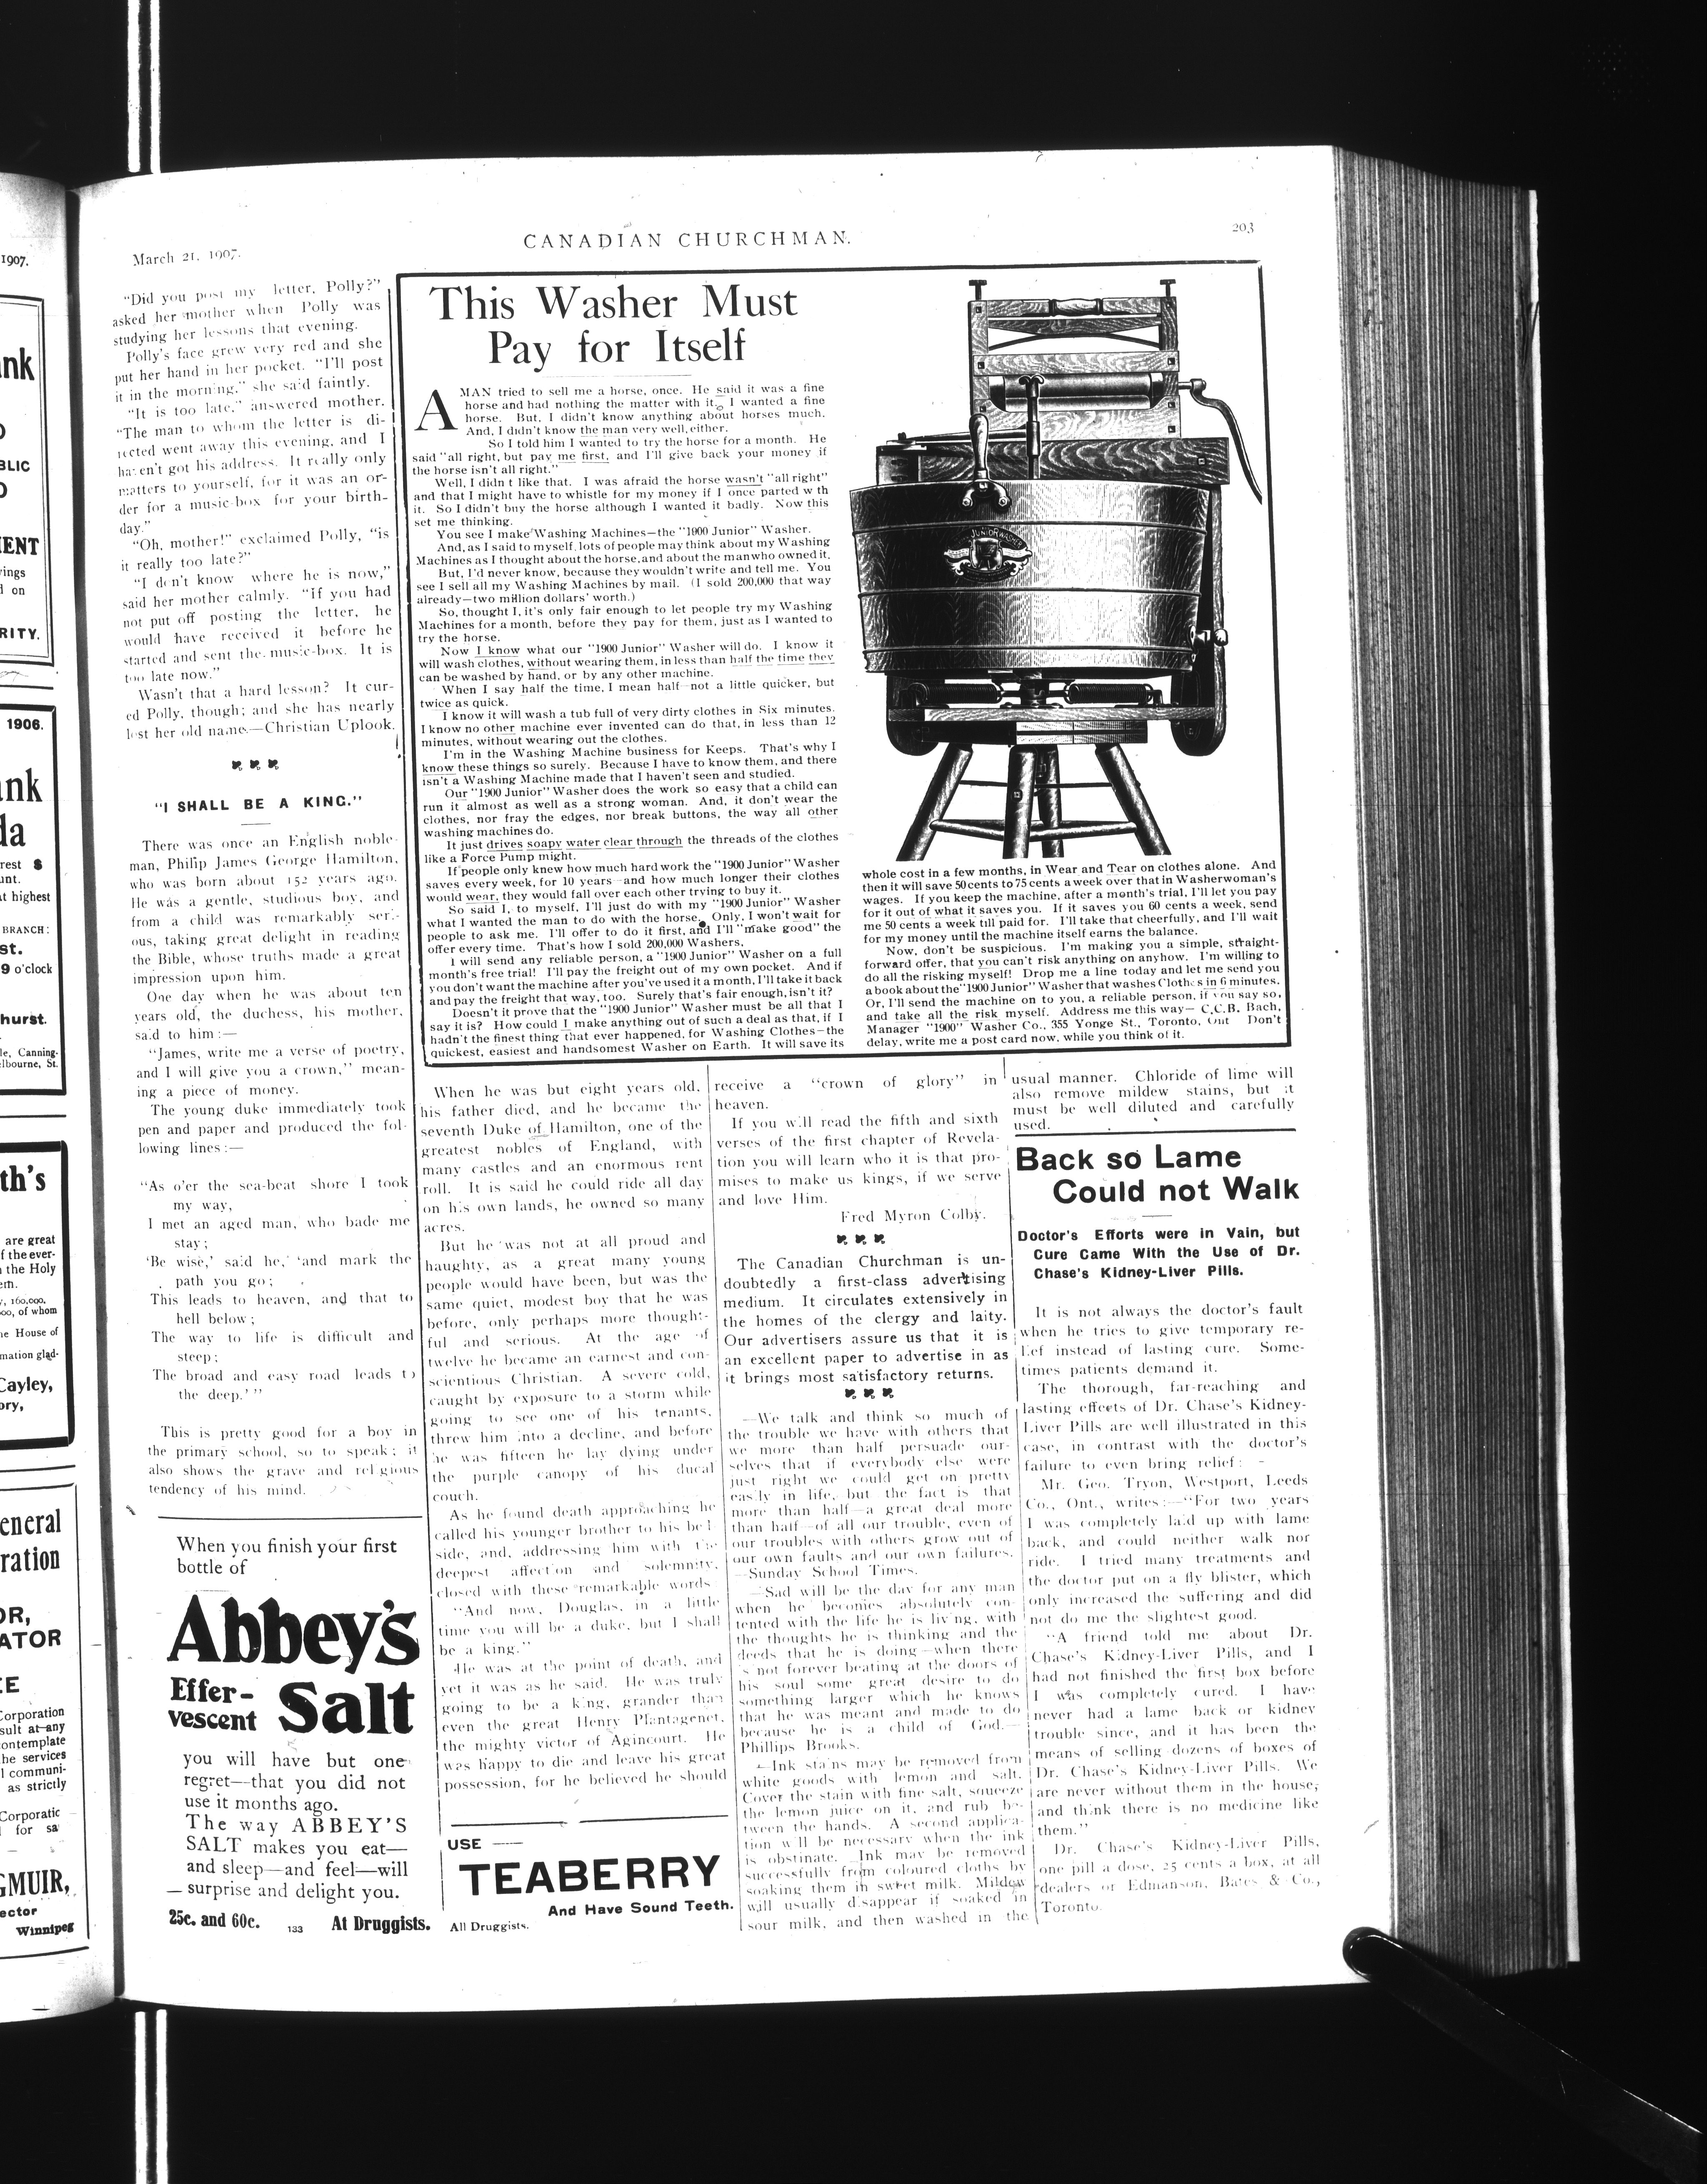 March 21, 1907.
CANADIAN CHURCHMAN.
203
"Did you post my letter, Polly?"
asked her mother when Polly was
studying her lessons that evening.
Polly's face grew very red and she
put her hand in her pocket. "I'll post
it in the morning," she said faintly.
"It is too late," answered mother.
"The man to whom the letter is di-
rected went away this evening, and I
haven't got his address. It really only
matters to yourself, for it was an or-
der for a music-box for your birth-
day."
"Oh, mother!" exclaimed Polly, "is
it really too late?"
"I don't know where he is now,"
said her mother calmly. "If you had
not put off posting the letter, he
would have received it before he
started and sent the music-box. It is
too late now."
Wasn't that a hard lesson? It cur-
ed Polly, though; and she has nearly
lost her old name.—Christian Uplook.
"I SHALL BE A KING."
There was once an English noble-
man, Philip James George Hamilton,
who was born about 152 years ago.
He was a gentle, studious boy, and
from a child was remarkably seri-
ous, taking great delight in reading
the Bible, whose truths made a great
impression upon him.
One day when he was about ten
years old, the duchess, his mother,
said to him:—
"James, write me a verse of poetry,
and I will give you a crown," mean-
ing a piece of money.
The young duke immediately took
pen and paper and produced the fol-
lowing lines:—
"As o'er the sea-beat shore I took
my way,
I met an aged man, who bade me
stay;
'Be wise,' said he,' 'and mark the
path you go;
This leads to heaven, and that to
hell below;
The way to life is difficult and
steep;
The broad and easy road leads to
the deep.' "
This is pretty good for a boy in
the primary school, so to speak; it
also shows the grave and religious
tendency of his mind.
When you finish your first
bottle of
Abbey's
Effer-
vescent Salt
you will have but one
regret—that you did not
use it months ago.
The way ABBEY'S
SALT makes you eat—
and sleep—and feel—will
surprise and delight you.
25c. and 60c. 133 At Druggists.
This Washer Must
Pay for Itself
A MAN tried to sell me a horse, once. He said it was a fine
horse and had nothing the matter with it. I wanted a fine
horse. But, I didn't know anything about horses much.
And, I didn't know the man very well, either.
So I told him I wanted to try the horse for a month. He
said "all right, but pay me first, and I'll give back your money if
the horse isn't all right."
Well, I didn t like that. I was afraid the horse wasn't "all right"
and that I might have to whistle for my money if I once parted w th
it. So I didn't buy the horse although I wanted it badly. Now this
set me thinking.
You see I make Washing Machines—the "1900 Junior" Washer.
And, as I said to myself, lots of people may think about my Washing
Machines as I thought about the horse, and about the man who owned it.
But, I'd never know, because they wouldn't write and tell me. You
see I sell all my Washing Machines by mail. (I sold 200,000 that way
already—two million dollars' worth.)
So, thought I, it's only fair enough to let people try my Washing
Machines for a month, before they pay for them, just as I wanted to
try the horse.
Now I know what our "1900 Junior" Washer will do. I know it
will wash clothes, without wearing them, in less than half the time they
can be washed by hand, or by any other machine.
When I say half the time, I mean half—not a little quicker, but
twice as quick.
I know it will wash a tub full of very dirty clothes in Six minutes.
I know no other machine ever invented can do that, in less than 12
minutes, without wearing out the clothes.
I'm in the Washing Machine business for Keeps. That's why I
know these things so surely. Because I have to know them, and there
isn't a Washing Machine made that I haven't seen and studied.
Our "1900 Junior" Washer does the work so easy that a child can
run it almost as well as a strong woman. And, it don't wear the
clothes, nor fray the edges, nor break buttons, the way all other
washing machines do.
It just drives soapy water clear through the threads of the clothes
like a Force Pump might.
If people only knew how much hard work the "1900 Junior" Washer
saves every week, for 10 years—and how much longer their clothes
would wear, they would fall over each other trying to buy it.
So said I, to myself, I'll just do with my "1900 Junior" Washer
what I wanted the man to do with the horse. Only, I won't wait for
people to ask me. I'll offer to do it first, and I'll "make good" the
offer every time. That's how I sold 200,000 Washers.
I will send any reliable person, a "1900 Junior" Washer on a full
month's free trial! I'll pay the freight out of my own pocket. And if
you don't want the machine after you've used it a month, I'll take it back
and pay the freight that way, too. Surely that's fair enough, isn't it?
Doesn't it prove that the "1900 Junior" Washer must be all that I
say it is? How could I make anything out of such a deal as that, if I
hadn't the finest thing that ever happened, for Washing Clothes—the
quickest, easiest and handsomest Washer on Earth. It will save its
JUNIOR WASHER
whole cost in a few months, in Wear and Tear on clothes alone. And
then it will save 50 cents to 75 cents a week over that in Washerwoman's
wages. If you keep the machine, after a month's trial, I'll let you pay
for it out of what it saves you. If it saves you 60 cents a week, send
me 50 cents a week till paid for. I'll take that cheerfully, and I'll wait
for my money until the machine itself earns the balance.
Now, don't be suspicious. I'm making you a simple, straight-
forward offer, that you can't risk anything on anyhow. I'm willing to
do all the risking myself! Drop me a line today and let me send you
a book about the "1900 Junior" Washer that washes Clothes in 6 minutes.
Or, I'll send the machine on to you, a reliable person, if you say so,
and take all the risk myself. Address me this way— C.C.B. Bach,
Manager "1900" Washer Co., 355 Yonge St., Toronto, Ont Don't
delay, write me a post card now, while you think of it.
When he was but eight years old,
his father died, and he became the
seventh Duke of Hamilton, one of the
greatest nobles of England, with
many castles and an enormous rent
roll. It is said he could ride all day
on his own lands, he owned so many
acres.
But he was not at all proud and
haughty, as a great many young
people would have been, but was the
same quiet, modest boy that he was
before, only perhaps more thought-
ful and serious. At the age of
twelve he became an earnest and con-
scientious Christian. A severe cold,
caught by exposure to a storm while
going to see one of his tenants,
threw him into a decline, and before
he was fifteen he lay dying under
the purple canopy of his ducal
couch.
As he found death approaching he
called his younger brother to his bed
side, and, addressing him with the
deepest affection and solemnity,
closed with these remarkable words
"And now, Douglas, in a little
time you will be a duke, but I shall
be a king."
He was at the point of death, and
yet it was as he said. He was truly
going to be a king, grander than
even the great Henry Plantagenet,
the mighty victor of Agincourt. He
was happy to die and leave his great
possession, for he believed he should
USE
TEABERRY
And Have Sound Teeth.
All Druggists.
receive a "crown of glory" in
heaven.
If you will read the fifth and sixth
verses of the first chapter of Revela-
tion you will learn who it is that pro-
mises to make us kings, if we serve
and love Him.
Fred Myron Colby.
The Canadian Churchman is un-
doubtedly a first-class advertising
medium. It circulates extensively in
the homes of the clergy and laity.
Our advertisers assure us that it is
an excellent paper to advertise in as
it brings most satisfactory returns.
—We talk and think so much of
the trouble we have with others that
we more than half persuade our-
selves that if everybody else were
just right we could get on pretty
easily in life, but the fact is that
more than half—a great deal more
than half—of all our trouble, even of
our troubles with others grow out of
our own faults and our own failures.
—Sunday School Times.
—Sad will be the day for any man
when he becomes absolutely con-
tented with the life he is living, with
the thoughts he is thinking and the
deeds that he is doing—when there
is not forever beating at the doors of
his soul some great desire to do
something larger which he knows
that he was meant and made to do
because he is a child of God.—
Phillips Brooks.
—Ink stains may be removed from
white goods with lemon and salt.
Cover the stain with fine salt, squeeze
the lemon juice on it, and rub be-
tween the hands. A second applica-
tion will be necessary when the ink
is obstinate. Ink may be removed
successfully from coloured cloths by
soaking them in sweet milk. Mildew
will usually disappear if soaked in
sour milk, and then washed in the
usual manner. Chloride of lime will
also remove mildew stains, but it
must be well diluted and carefully
used.
Back so Lame
Could not Walk
Doctor's Efforts were in Vain, but
Cure Came With the Use of Dr.
Chase's Kidney-Liver Pills.
It is not always the doctor's fault
when he tries to give temporary re-
lief instead of lasting cure. Some-
times patients demand it.
The thorough, far-reaching and
lasting effects of Dr. Chase's Kidney-
Liver Pills are well illustrated in this
case, in contrast with the doctor's
failure to even bring relief: -
Mr. Geo. Tryon, Westport, Leeds
Co., Ont., writes:—"For two years
I was completely laid up with lame
back, and could neither walk nor
ride. I tried many treatments and
the doctor put on a fly blister, which
only increased the suffering and did
not do me the slightest good.
"A friend told me about Dr.
Chase's Kidney-Liver Pills, and I
had not finished the first box before
I was completely cured. I have
never had a lame back or kidney
trouble since, and it has been the
means of selling dozens of boxes of
Dr. Chase's Kidney-Liver Pills. We
are never without them in the house,
and think there is no medicine like
them."
Dr. Chase's Kidney-Liver Pills,
one pill a dose, 25 cents a box, at all
dealers or Edmanson, Bates & Co.,
Toronto.
1907.
1906.
BRANCH:
9 o'clock
hurst.
are great
f the ever-
the Holy
160,000,
of whom
House of
mation glad-
Cayley,
eneral
ration
ATOR
Corporation
sult at any
contemplate
he services
communi-
as strictly
GMUIR,
Winnipeg